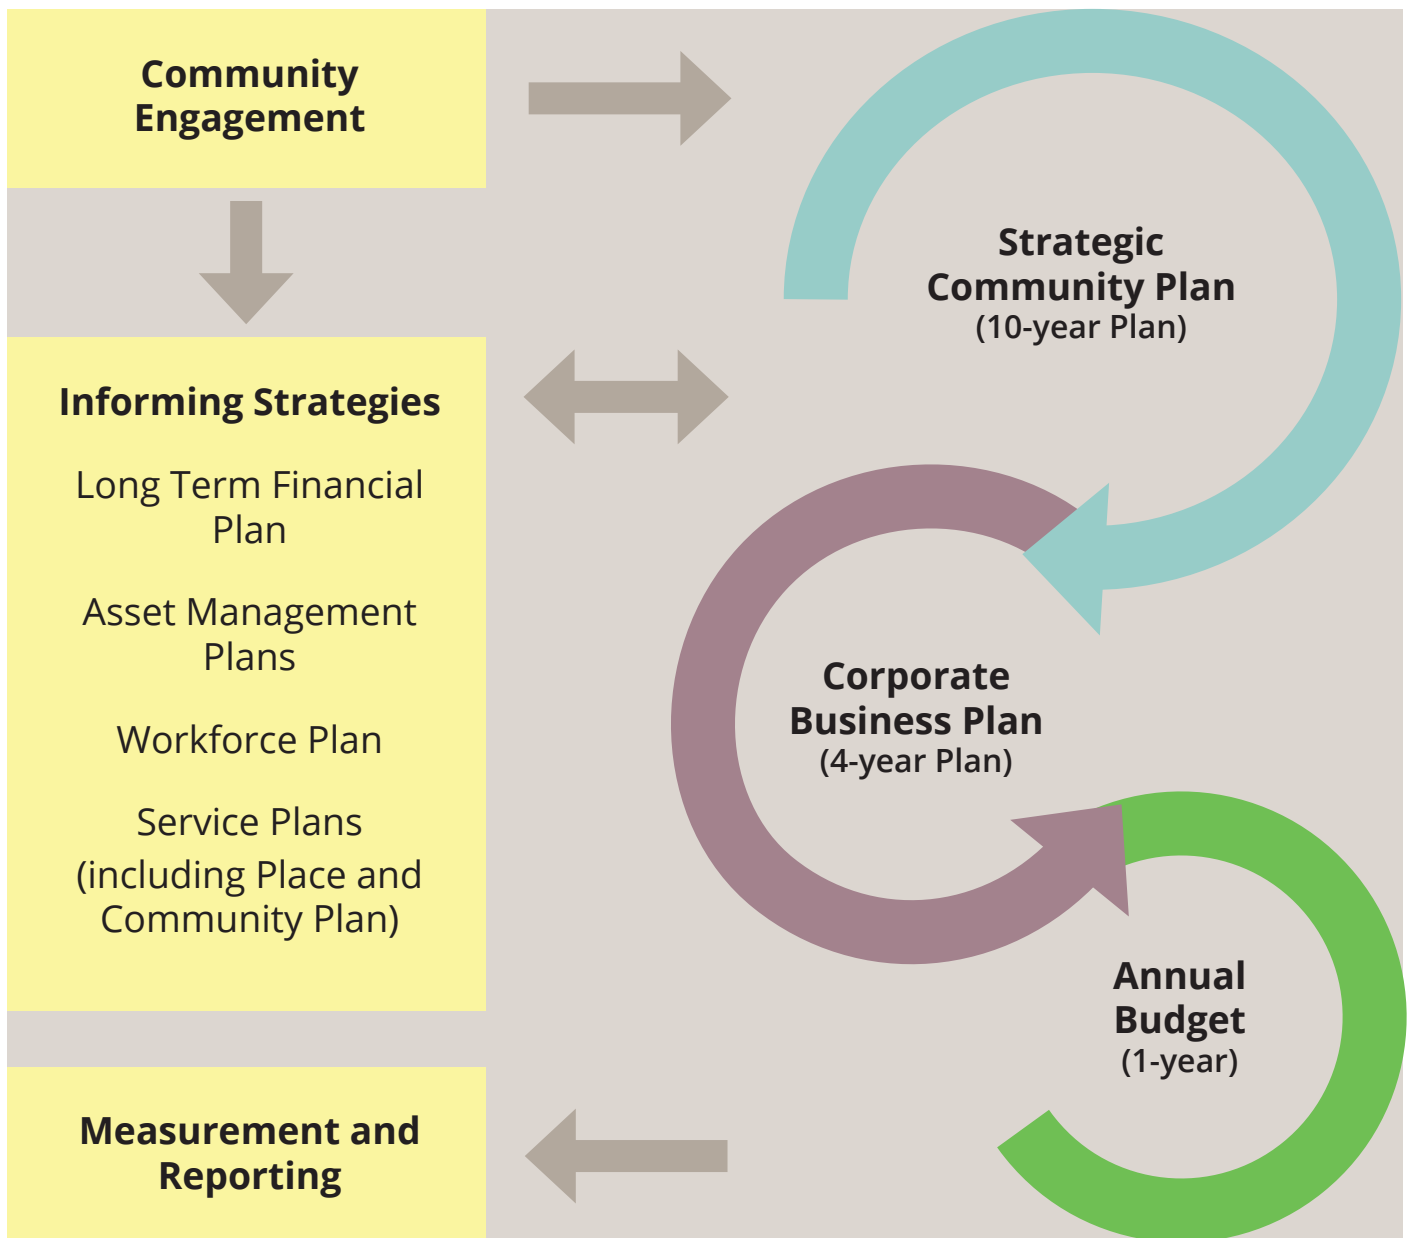 Community
Engagement
Informing Strategies
Long Term Financial
Plan
Asset Management
Plans
Workforce Plan
Service Plans
(including Place and
Community Plan)
Measurement and
Reporting
Strategic
Community Plan
(10-year Plan)
Corporate
Business Plan
(4-year Plan)
Annual
Budget
(1-year)